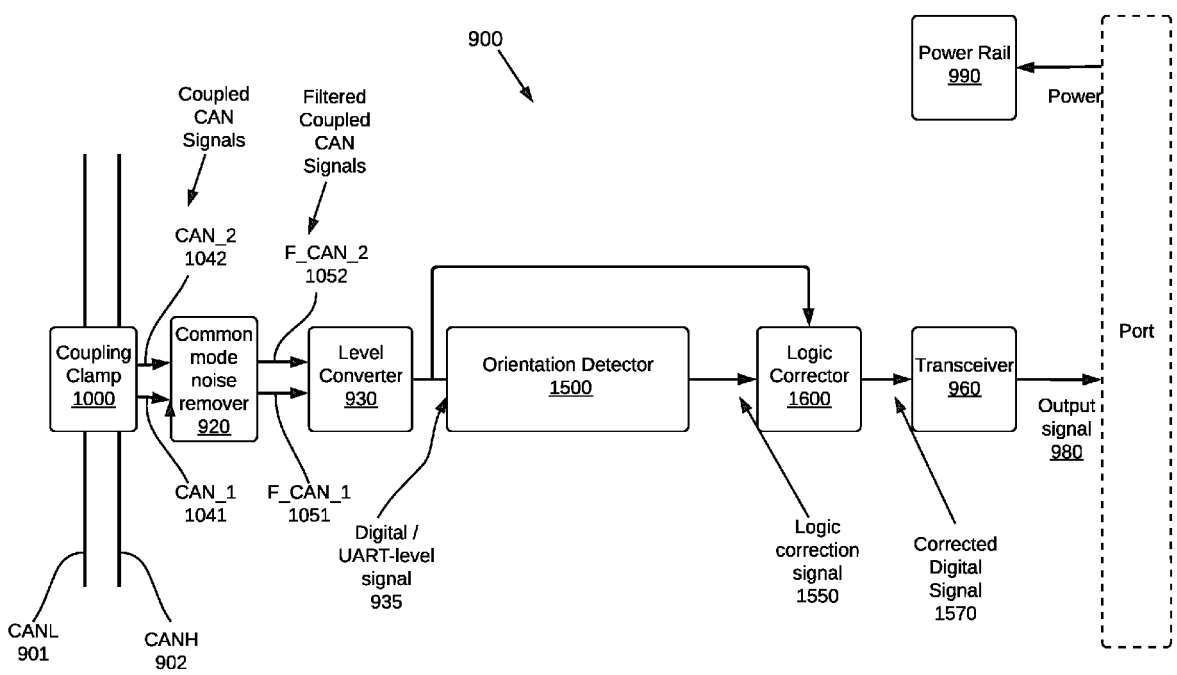 900
Power Rail
990
Power
Coupled
CAN
Signals
Filtered
Coupled
CAN
Signals
CAN_2
1042
F_CAN_2
1052
Port
Coupling
Clamp
1000
Common
mode
noise
remover
920
Level
Converter
930
Orientation Detector
1500
Logic
Corrector
1600
Transceiver
960
Output
signal
980
CAN_1
1041
F_CAN_1
1051
Digital /
UART-level
signal
935
Logic
correction
signal
1550
Corrected
Digital
Signal
1570
CANL
901
CANH
902